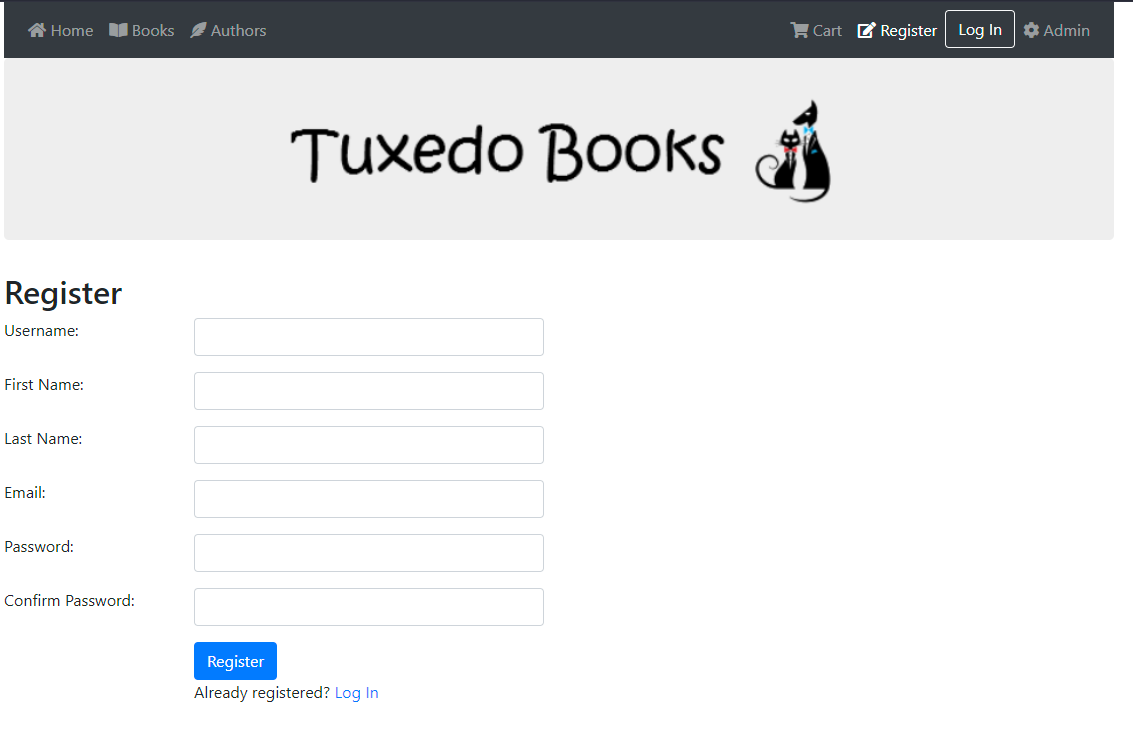 Home Books Authors Cart Register Log In Admin
Tuxedo Books
Register
Username:
First Name:
Last Name:
Email:
Password:
Confirm Password:
Register
Already registered? Log In